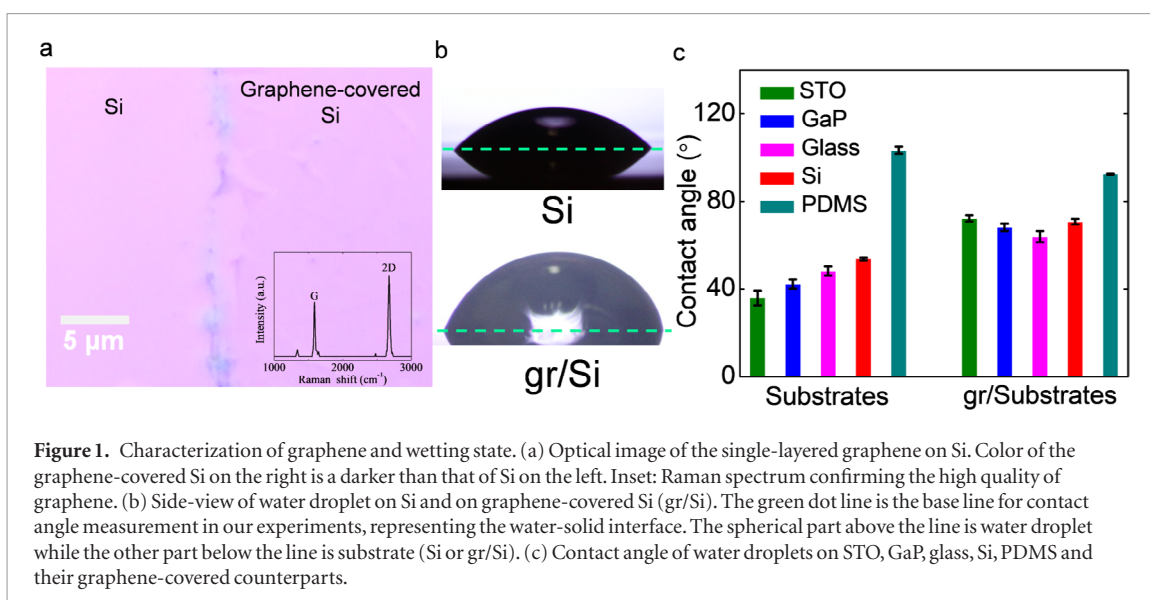 a
Si
Graphene-covered
Si
5 µm
Intensity (a.u.)
G
2D
1000
2000
3000
Raman shift (cm⁻¹)
b
Si
gr/Si
c
Contact angle (°)
120
80
40
0
STO
GaP
Glass
Si
PDMS
Substrates
gr/Substrates
Figure 1. Characterization of graphene and wetting state. (a) Optical image of the single-layered graphene on Si. Color of the
graphene-covered Si on the right is a darker than that of Si on the left. Inset: Raman spectrum confirming the high quality of
graphene. (b) Side-view of water droplet on Si and on graphene-covered Si (gr/Si). The green dot line is the base line for contact
angle measurement in our experiments, representing the water-solid interface. The spherical part above the line is water droplet
while the other part below the line is substrate (Si or gr/Si). (c) Contact angle of water droplets on STO, GaP, glass, Si, PDMS and
their graphene-covered counterparts.